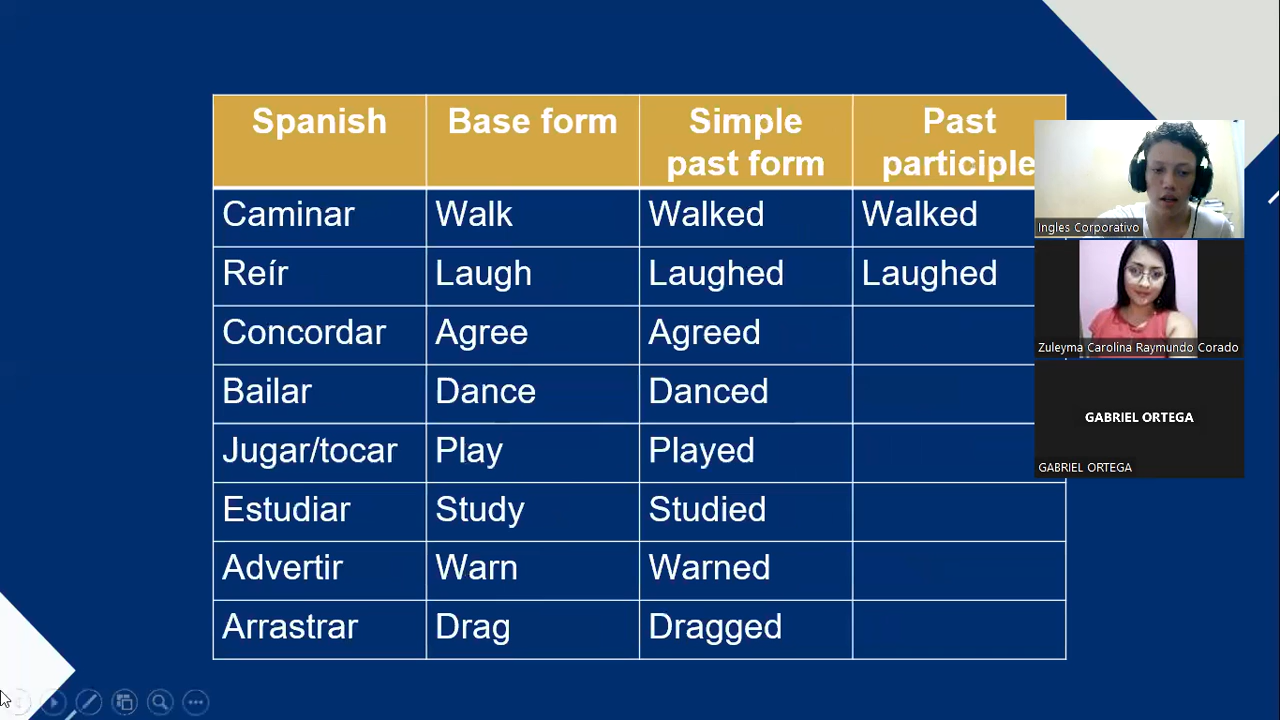 Spanish Base form Simple past form Past participle
Caminar Walk Walked Walked
Reír Laugh Laughed Laughed
Concordar Agree Agreed
Bailar Dance Danced
Jugar/tocar Play Played
Estudiar Study Studied
Advertir Warn Warned
Arrastrar Drag Dragged
Ingles Corporativo
Zuleyma Carolina Raymundo Corado
GABRIEL ORTEGA
GABRIEL ORTEGA